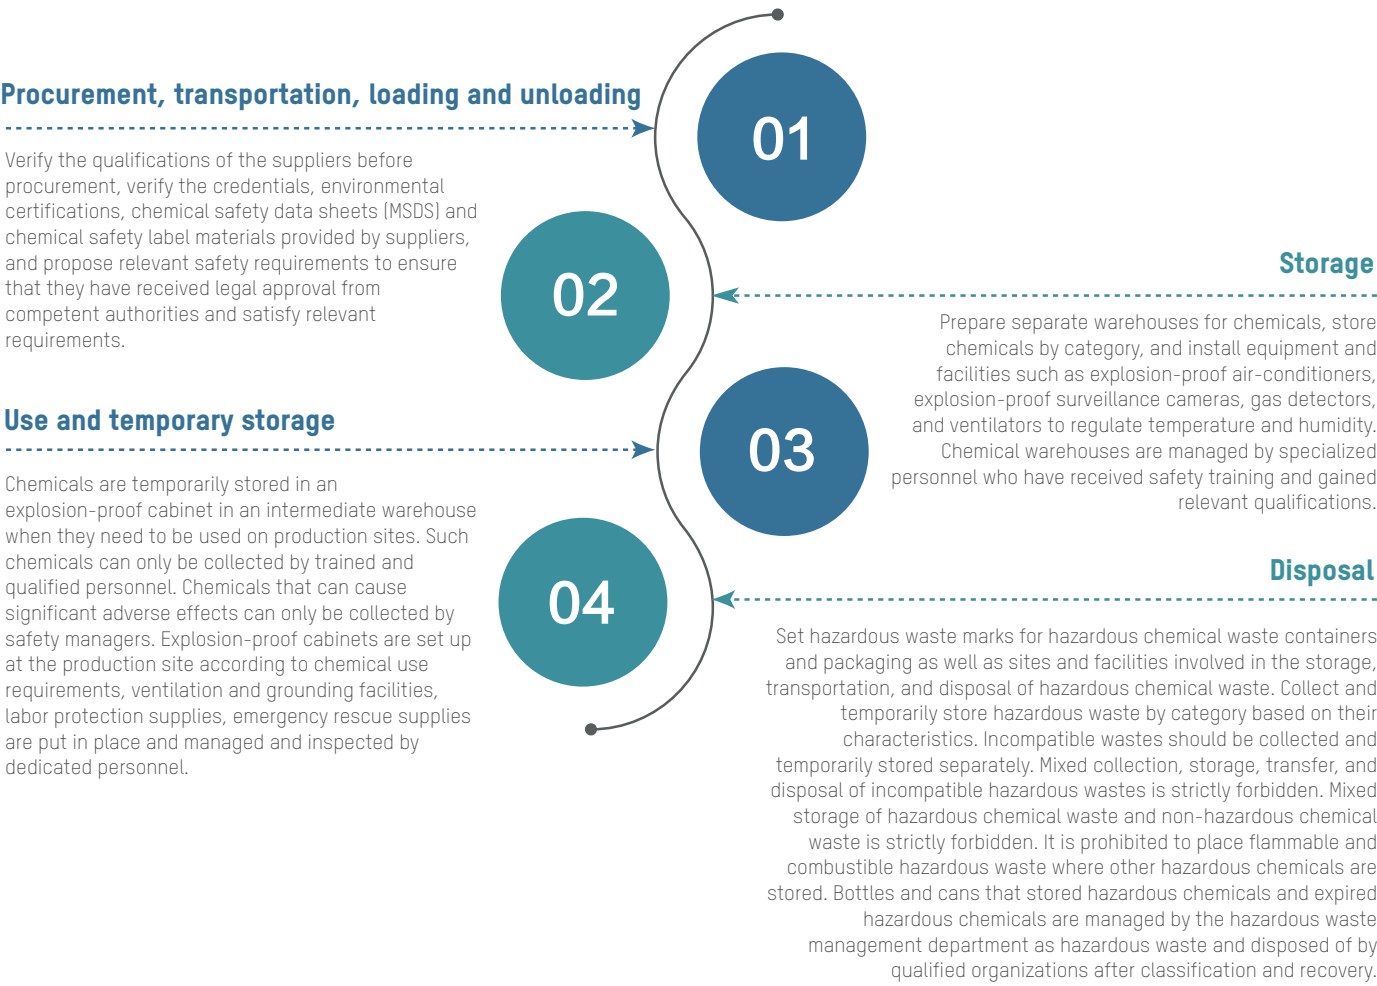 01
Procurement, transportation, loading and unloading
Verify the qualifications of the suppliers before
procurement, verify the credentials, environmental
certifications, chemical safety data sheets (MSDS) and
chemical safety label materials provided by suppliers,
and propose relevant safety requirements to ensure
that they have received legal approval from
competent authorities and satisfy relevant
requirements.
02
Storage
Prepare separate warehouses for chemicals, store
chemicals by category, and install equipment and
facilities such as explosion-proof air-conditioners,
explosion-proof surveillance cameras, gas detectors,
and ventilators to regulate temperature and humidity.
Chemical warehouses are managed by specialized
personnel who have received safety training and gained
relevant qualifications.
03
Use and temporary storage
Chemicals are temporarily stored in an
explosion-proof cabinet in an intermediate warehouse
when they need to be used on production sites. Such
chemicals can only be collected by trained and
qualified personnel. Chemicals that can cause
significant adverse effects can only be collected by
safety managers. Explosion-proof cabinets are set up
at the production site according to chemical use
requirements, ventilation and grounding facilities,
labor protection supplies, emergency rescue supplies
are put in place and managed and inspected by
dedicated personnel.
04
Disposal
Set hazardous waste marks for hazardous chemical waste containers
and packaging as well as sites and facilities involved in the storage,
transportation, and disposal of hazardous chemical waste. Collect and
temporarily store hazardous waste by category based on their
characteristics. Incompatible wastes should be collected and
temporarily stored separately. Mixed collection, storage, transfer, and
disposal of incompatible hazardous wastes is strictly forbidden. Mixed
storage of hazardous chemical waste and non-hazardous chemical
waste is strictly forbidden. It is prohibited to place flammable and
combustible hazardous waste where other hazardous chemicals are
stored. Bottles and cans that stored hazardous chemicals and expired
hazardous chemicals are managed by the hazardous waste
management department as hazardous waste and disposed of by
qualified organizations after classification and recovery.